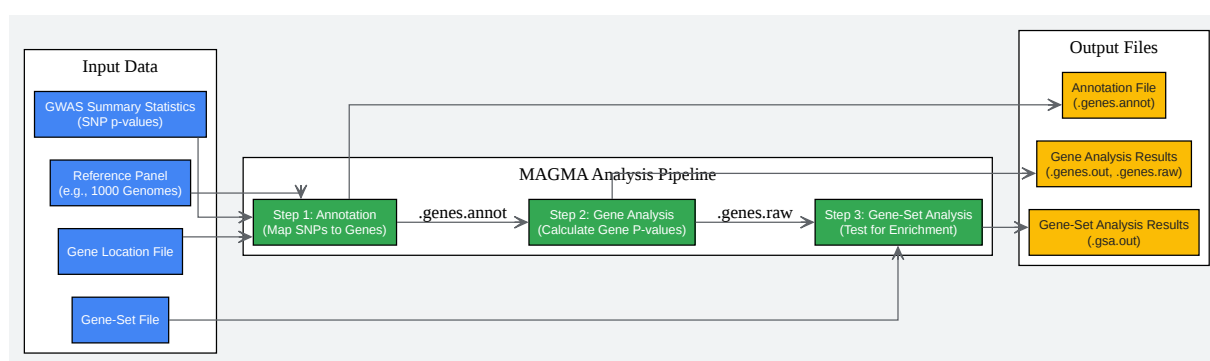 Input Data
GWAS Summary Statistics
(SNP p-values)
Reference Panel
(e.g., 1000 Genomes)
Gene Location File
Gene-Set File
MAGMA Analysis Pipeline
Step 1: Annotation
(Map SNPs to Genes)
.genes.annot
Step 2: Gene Analysis
(Calculate Gene P-values)
.genes.raw
Step 3: Gene-Set Analysis
(Test for Enrichment)
Output Files
Annotation File
(.genes.annot)
Gene Analysis Results
(.genes.out, .genes.raw)
Gene-Set Analysis Results
(.gsa.out)